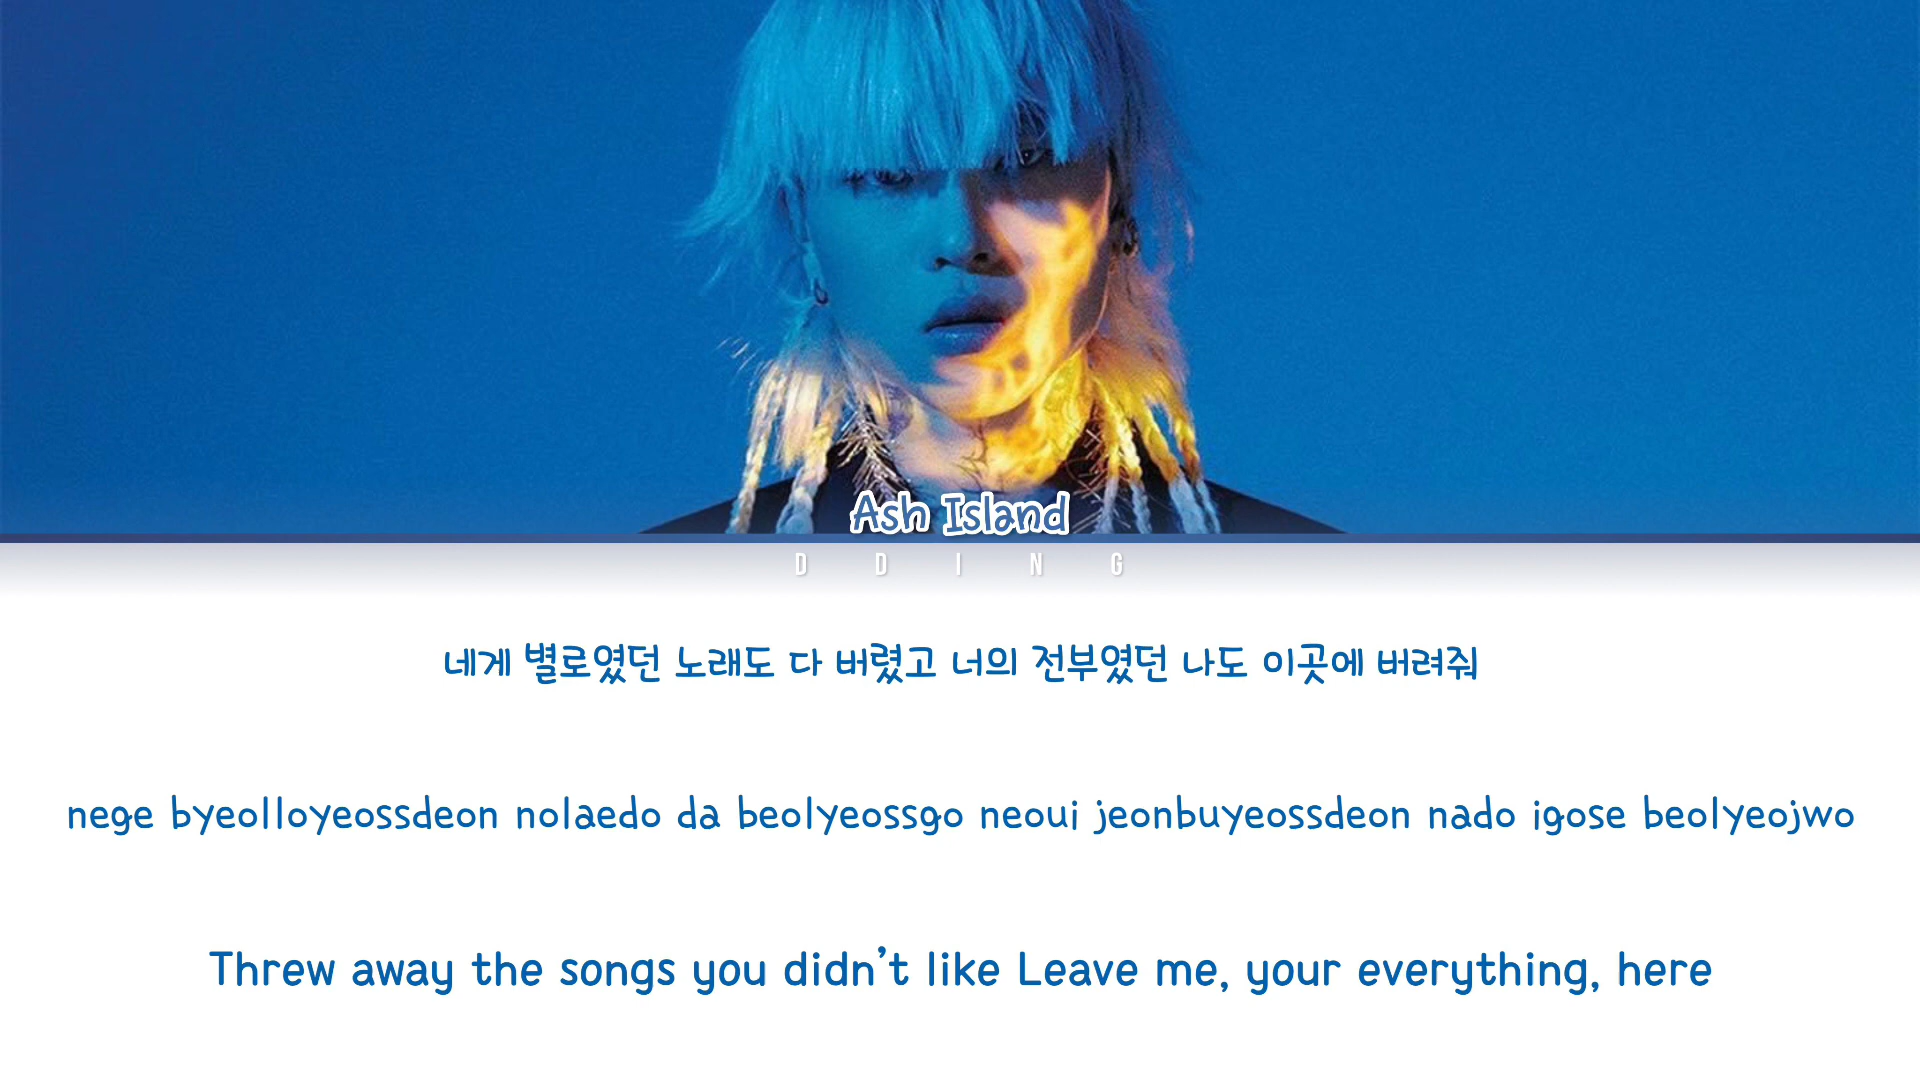 Ash Island
DDING
네게 별로였던 노래도 다 버렸고 너의 전부였던 나도 이곳에 버려줘
nege byeolloyeossdeon nolaedo da beolyeossgo neoui jeonbuyeossdeon nado igose beolyeojwo
Threw away the songs you didn't like Leave me, your everything, here